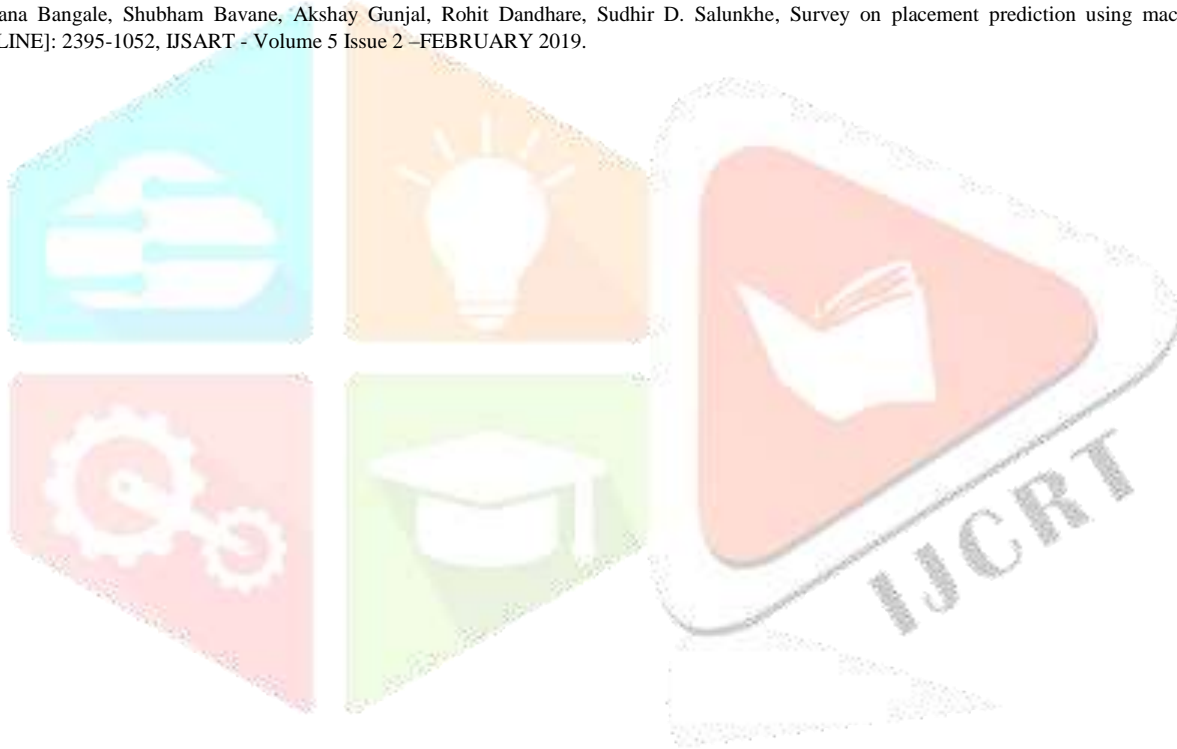 ana Bangale, Shubham Bavane, Akshay Gunjal, Rohit Dandhare, Sudhir D. Salunkhe, Survey on placement prediction using mac
LINE]: 2395-1052, IJSART - Volume 5 Issue 2 –FEBRUARY 2019.
IJCRT